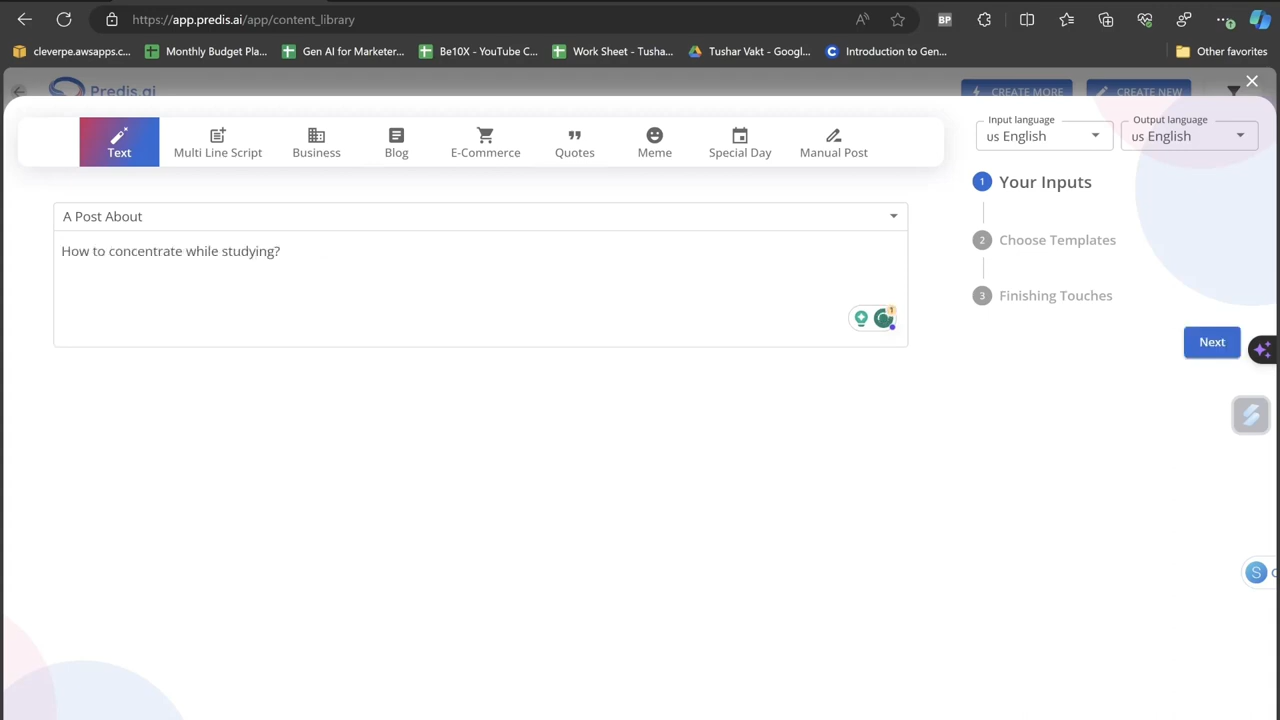 https://app.predis.ai/app/content_library
BP
cleverpe.awsapps.c...
Monthly Budget Pla...
Gen AI for Marketer...
Be10X - YouTube C...
Work Sheet - Tusha...
Tushar Vakt - Googl...
Introduction to Gen...
Other favorites
Predis.ai
CREATE MORE
CREATE NEW
Text
Multi Line Script
Business
Blog
E-Commerce
Quotes
Meme
Special Day
Manual Post
Input language
us English
Output language
us English
1 Your Inputs
2 Choose Templates
3 Finishing Touches
Next
A Post About
How to concentrate while studying?
1
S